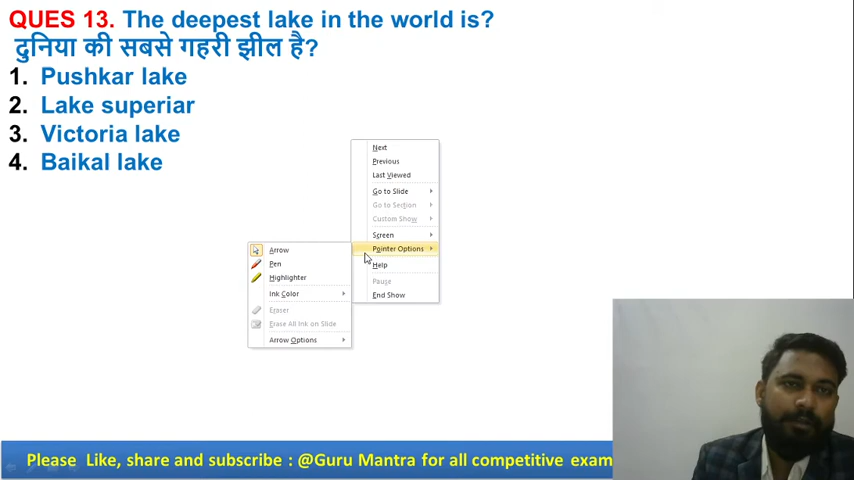 QUES 13. The deepest lake in the world is?
दुनिया की सबसे गहरी झील है?
1. Pushkar lake
2. Lake superiar
3. Victoria lake
4. Baikal lake
Next
Previous
Last Viewed
Go to Slide
Go to Section
Custom Show
Screen
Pointer Options
Help
Pause
End Show
Arrow
Pen
Highlighter
Ink Color
Eraser
Erase All Ink on Slide
Arrow Options
Please Like, share and subscribe : @Guru Mantra for all competitive exam